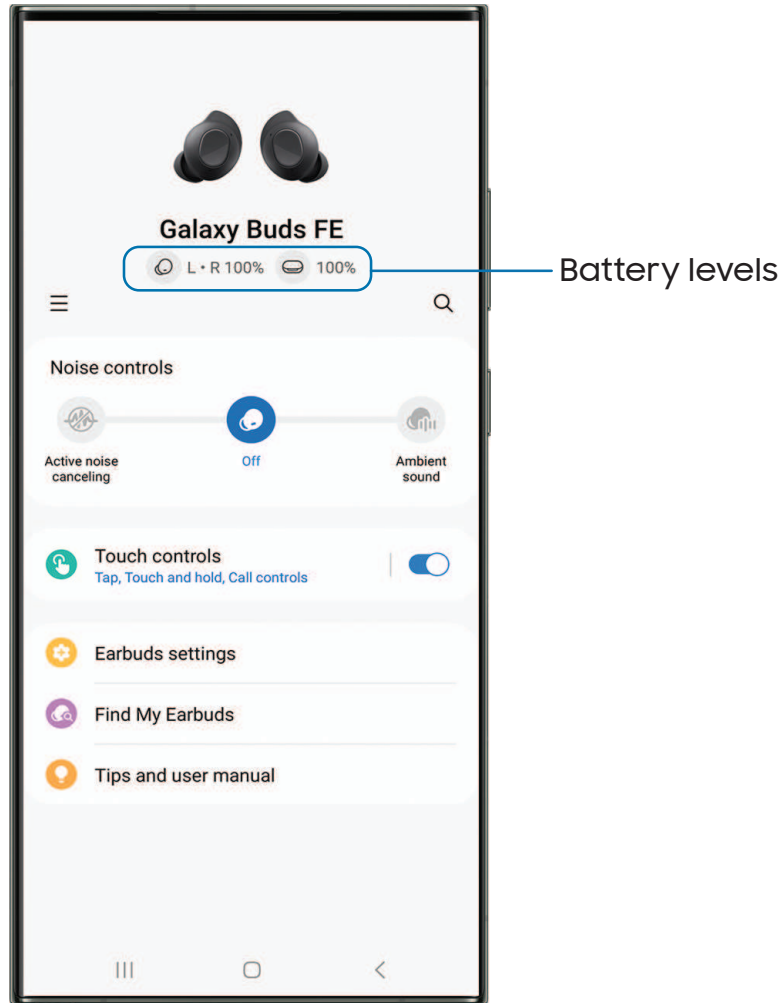 Galaxy Buds FE
L • R 100% 100%
Battery levels
Noise controls
Active noise
canceling
Off
Ambient
sound
Touch controls
Tap, Touch and hold, Call controls
Earbuds settings
Find My Earbuds
Tips and user manual